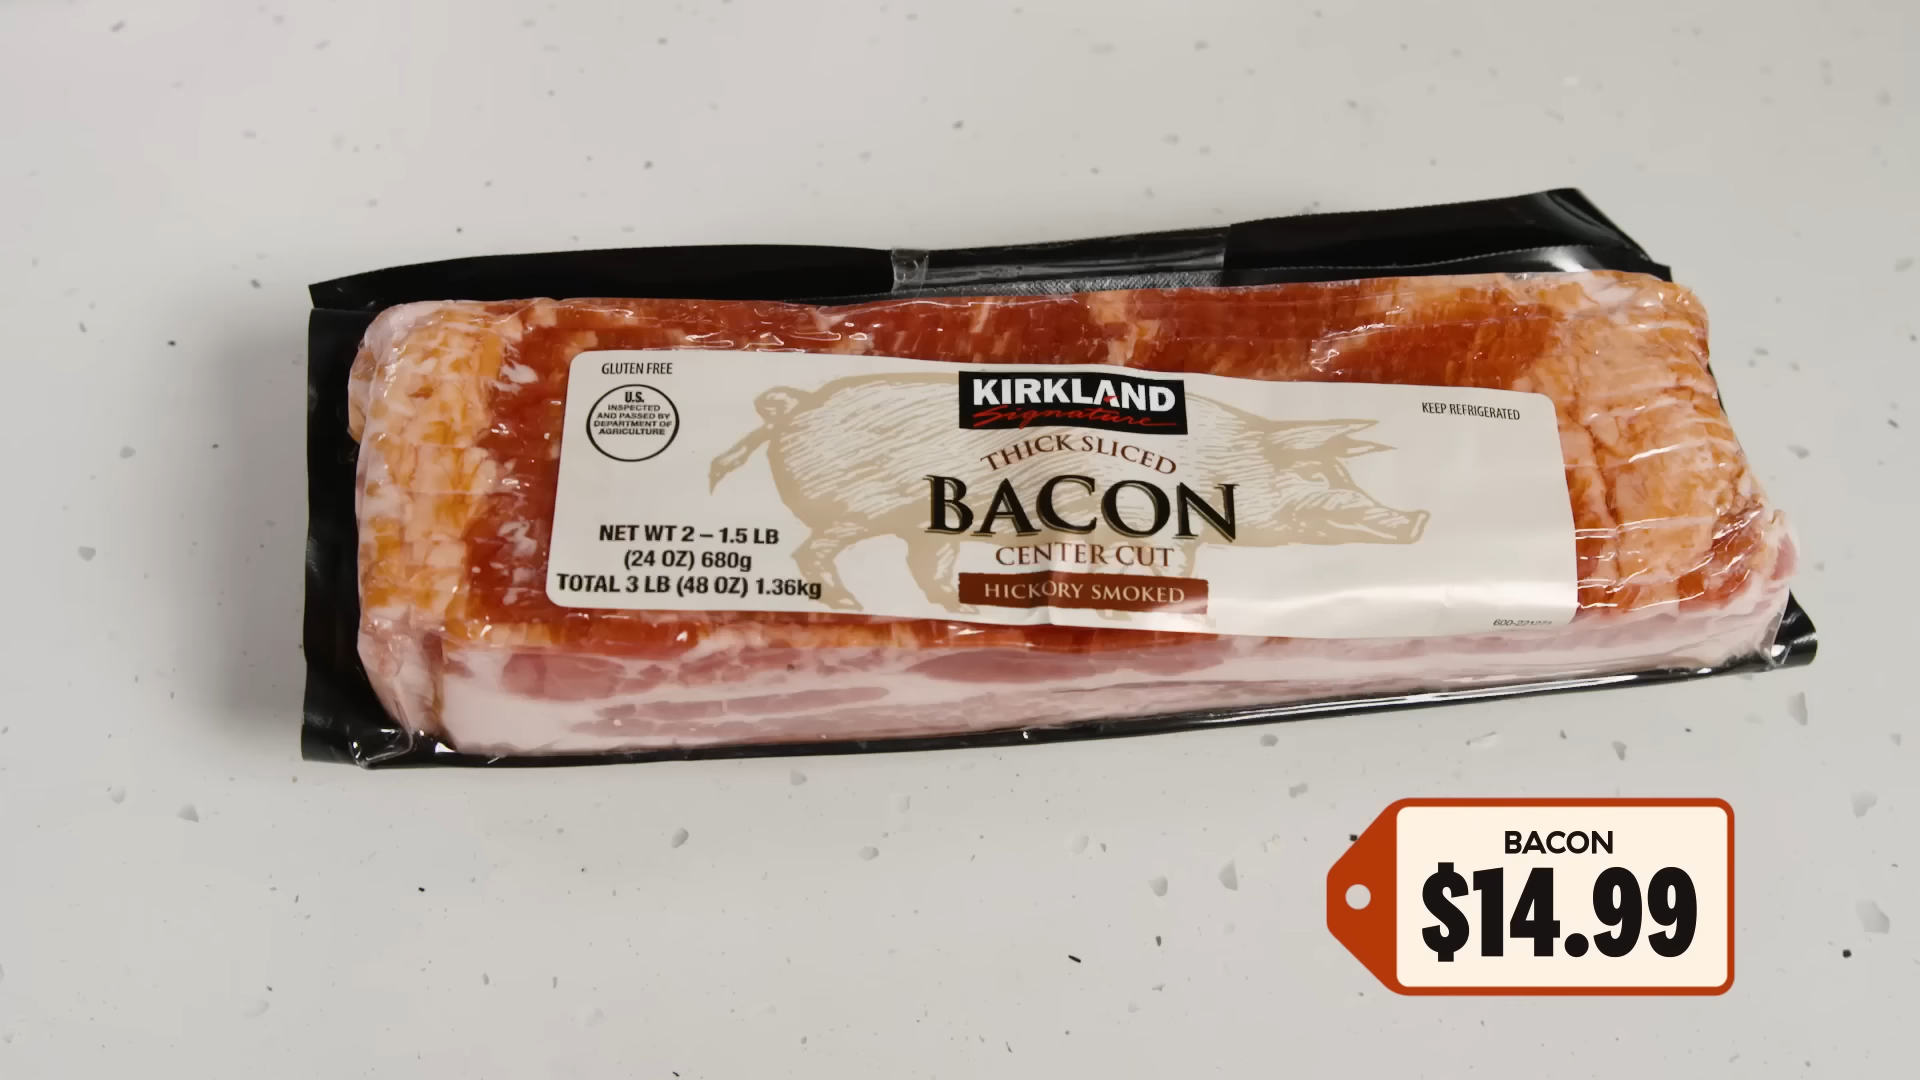 GLUTEN FREE
U.S.
INSPECTED
AND PASSED BY
DEPARTMENT OF
AGRICULTURE
NET WT 2 – 1.5 LB
(24 OZ) 680g
TOTAL 3 LB (48 OZ) 1.36kg
KIRKLAND
Signature
THICK SLICED
BACON
CENTER CUT
HICKORY SMOKED
KEEP REFRIGERATED
BACON
$14.99